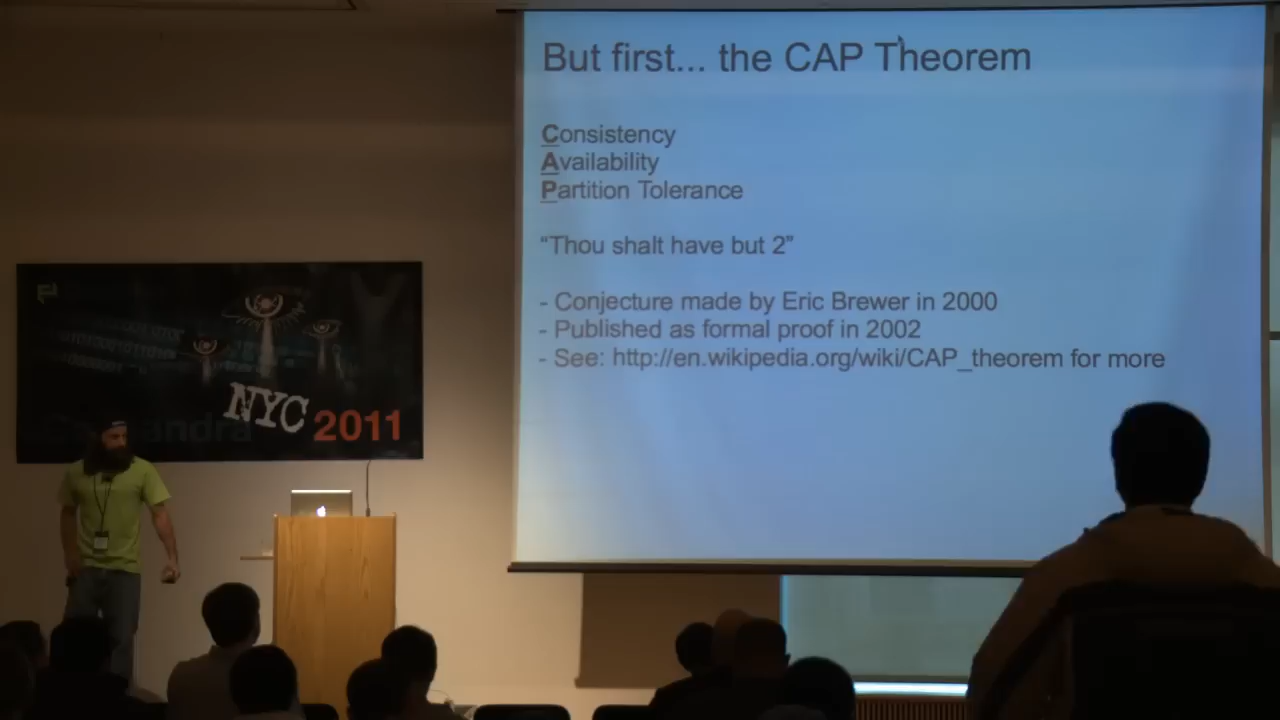 But first... the CAP Theorem
Consistency
Availability
Partition Tolerance
“Thou shalt have but 2”
- Conjecture made by Eric Brewer in 2000
- Published as formal proof in 2002
- See: http://en.wikipedia.org/wiki/CAP_theorem for more
NYC
Cassandra 2011